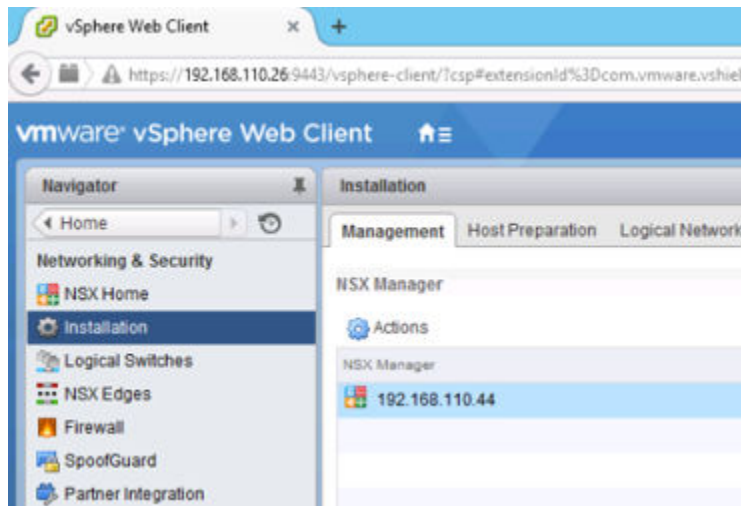 vSphere Web Client
https://192.168.110.26:9443/vsphere-client/?csp#extensionId%3Dcom.vmware.vshiel
vmware vSphere Web Client
Navigator
Home
Networking & Security
NSX Home
Installation
Logical Switches
NSX Edges
Firewall
SpoofGuard
Partner Integration
Installation
Management Host Preparation Logical Network
NSX Manager
Actions
NSX Manager
192.168.110.44